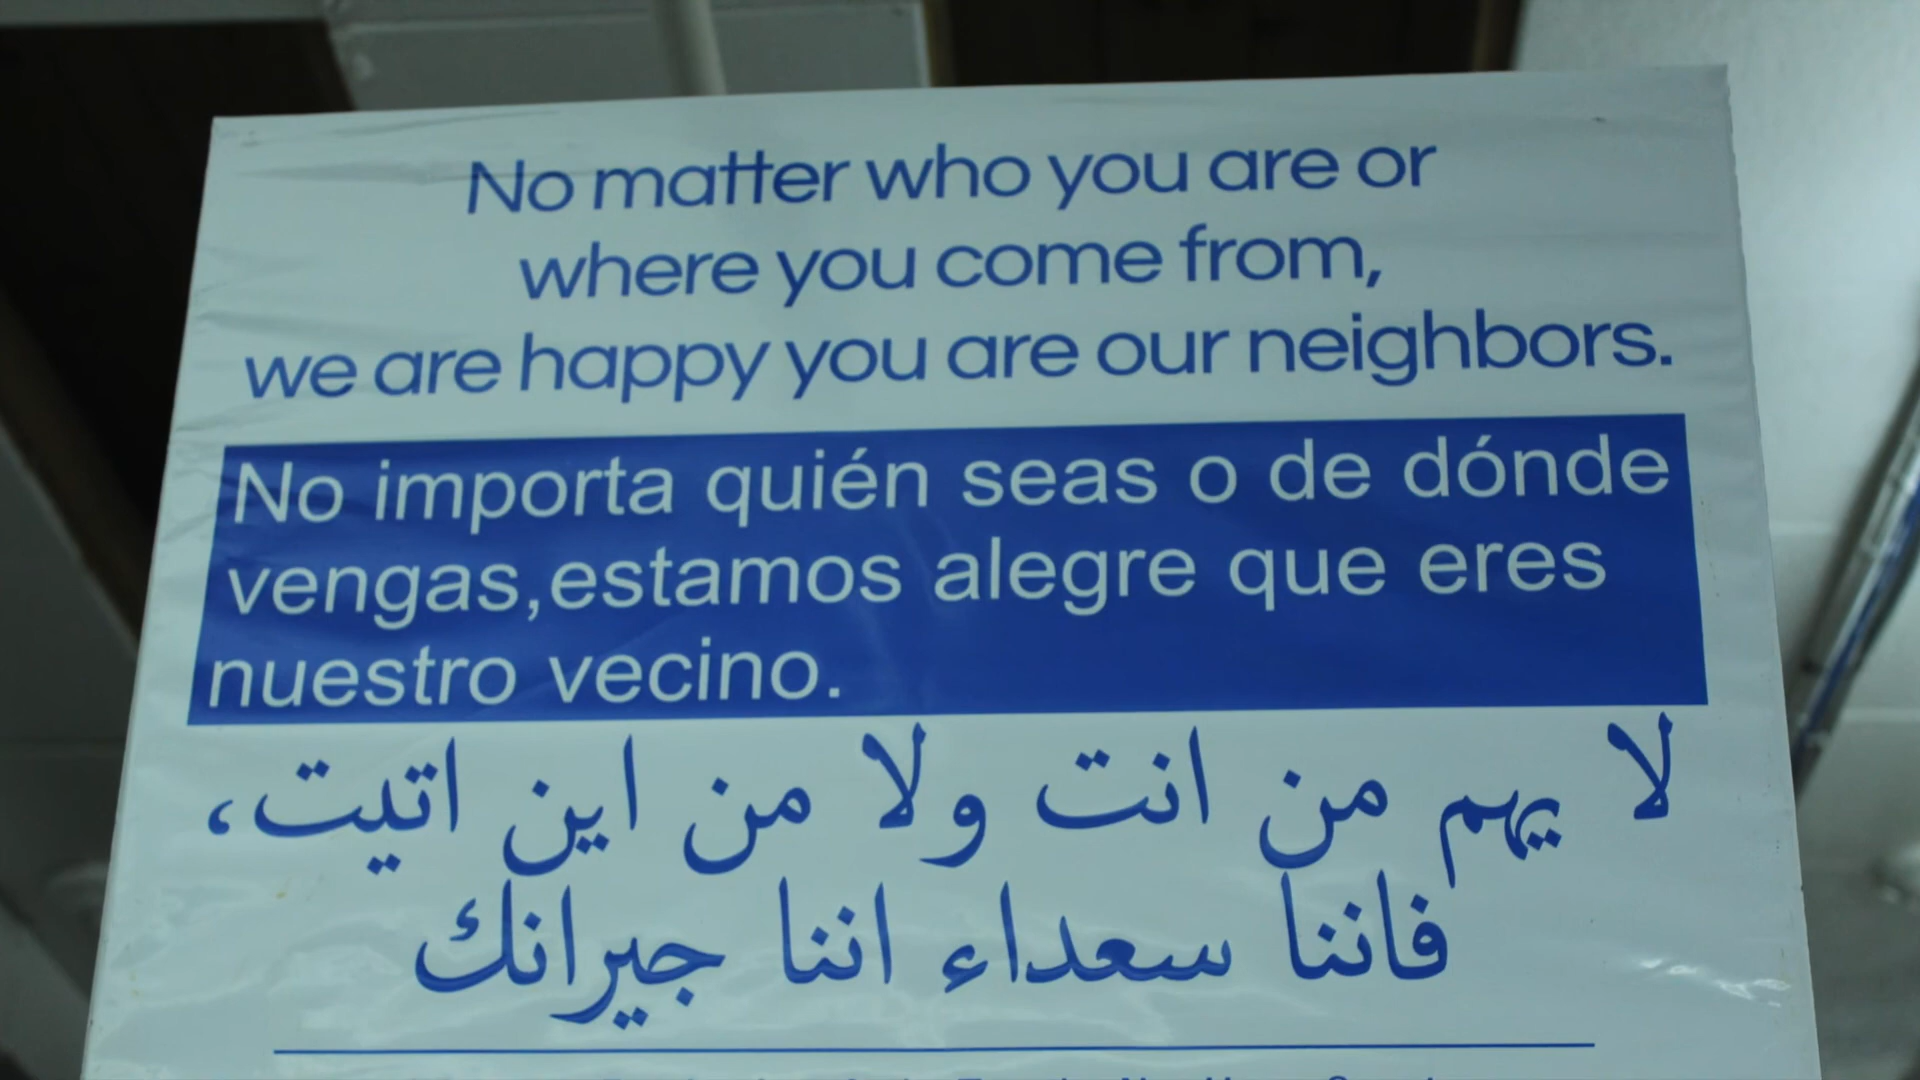 No matter who you are or
where you come from,
we are happy you are our neighbors.
No importa quién seas o de dónde
vengas,estamos alegre que eres
nuestro vecino.
لا يهم من انت ولا من اين اتيت،
فاننا سعداء اننا جيرانك